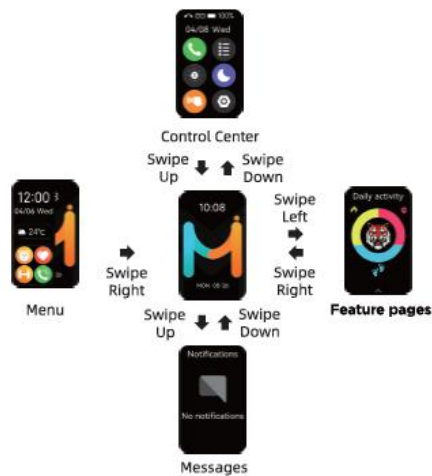 100%
04/08 Wed
Control Center
Swipe Up
Swipe Down
12:00
04/06 Wed
24°c
Menu
Swipe Right
10:08
Swipe Left
Swipe Right
Daily activity
Feature pages
Swipe Up
Swipe Down
Notifications
No notifications
Messages